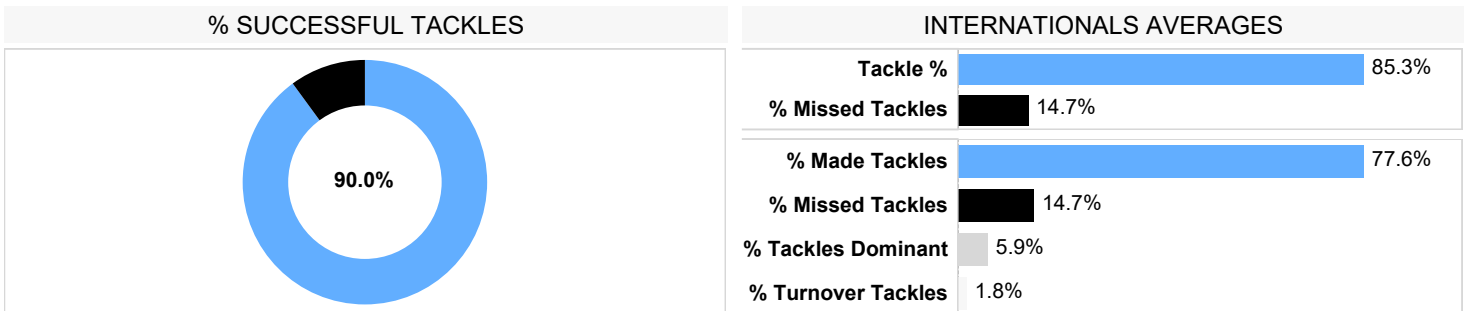 % SUCCESSFUL TACKLES
90.0%
INTERNATIONALS AVERAGES
Tackle % 85.3%
% Missed Tackles 14.7%
% Made Tackles 77.6%
% Missed Tackles 14.7%
% Tackles Dominant 5.9%
% Turnover Tackles 1.8%